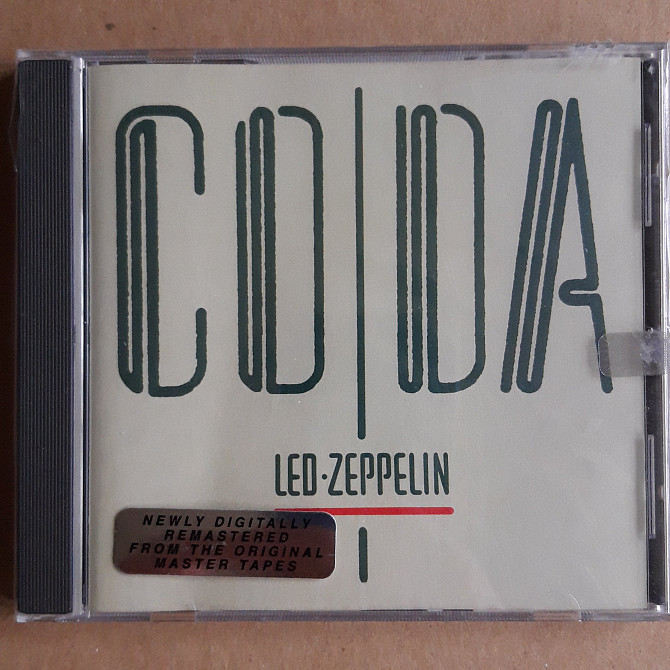 CODA
LED·ZEPPELIN
NEWLY DIGITALLY
REMASTERED
FROM THE ORIGINAL
MASTER TAPES